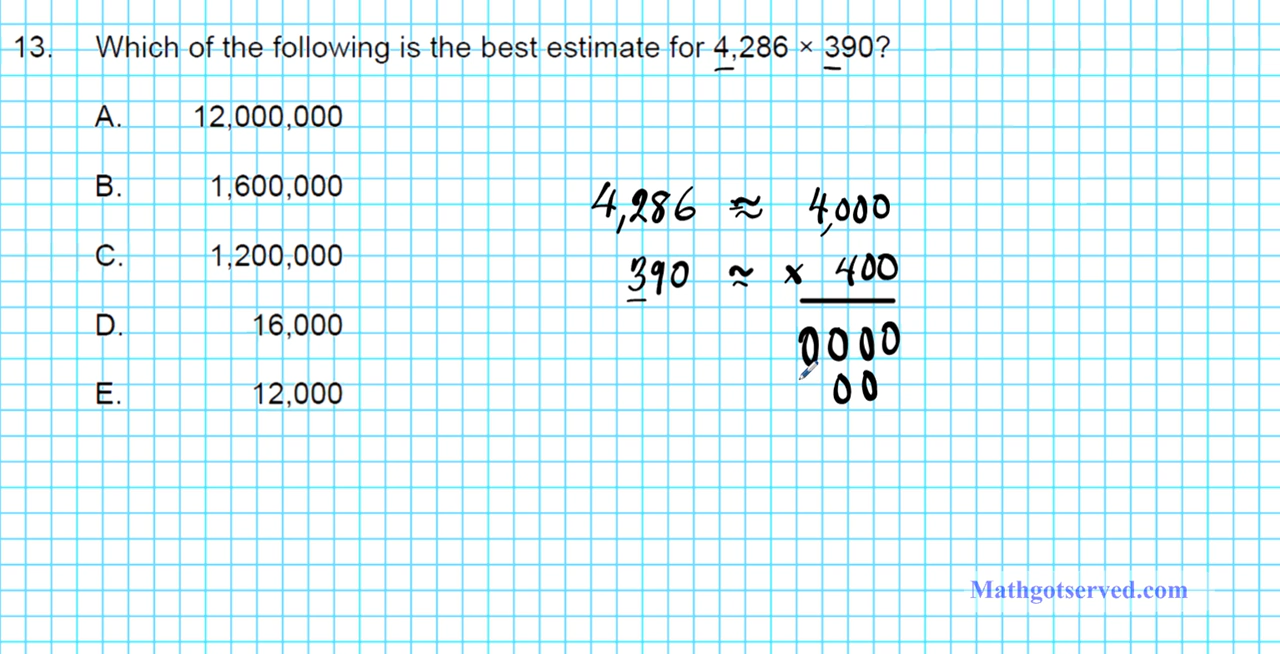 13. Which of the following is the best estimate for 4,286 × 390?
A. 12,000,000
B. 1,600,000
C. 1,200,000
D. 16,000
E. 12,000
4,286 ≈ 4,000
390 ≈ × 400
0000
00
Mathgotserved.com